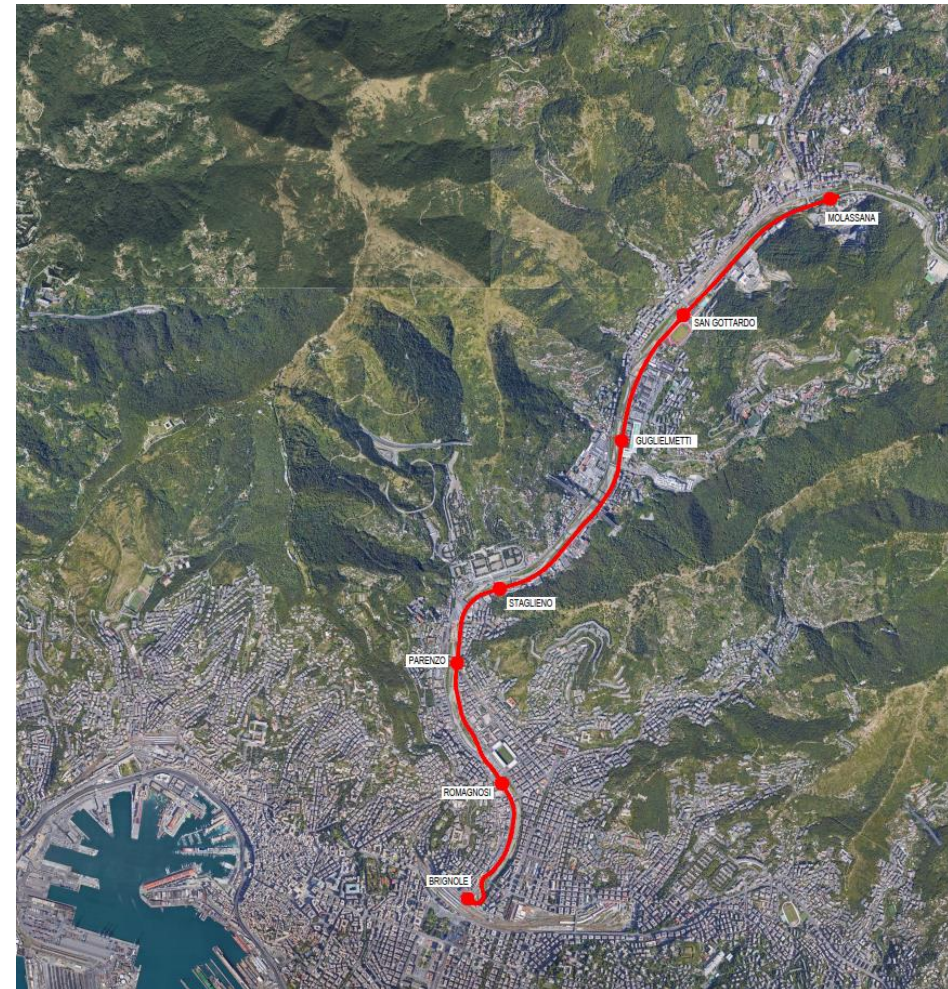 MOLASSANA
SAN GOTTARDO
GUGLIELMETTI
STAGLIENO
PARENZO
ROMAGNOSI
BRIGNOLE